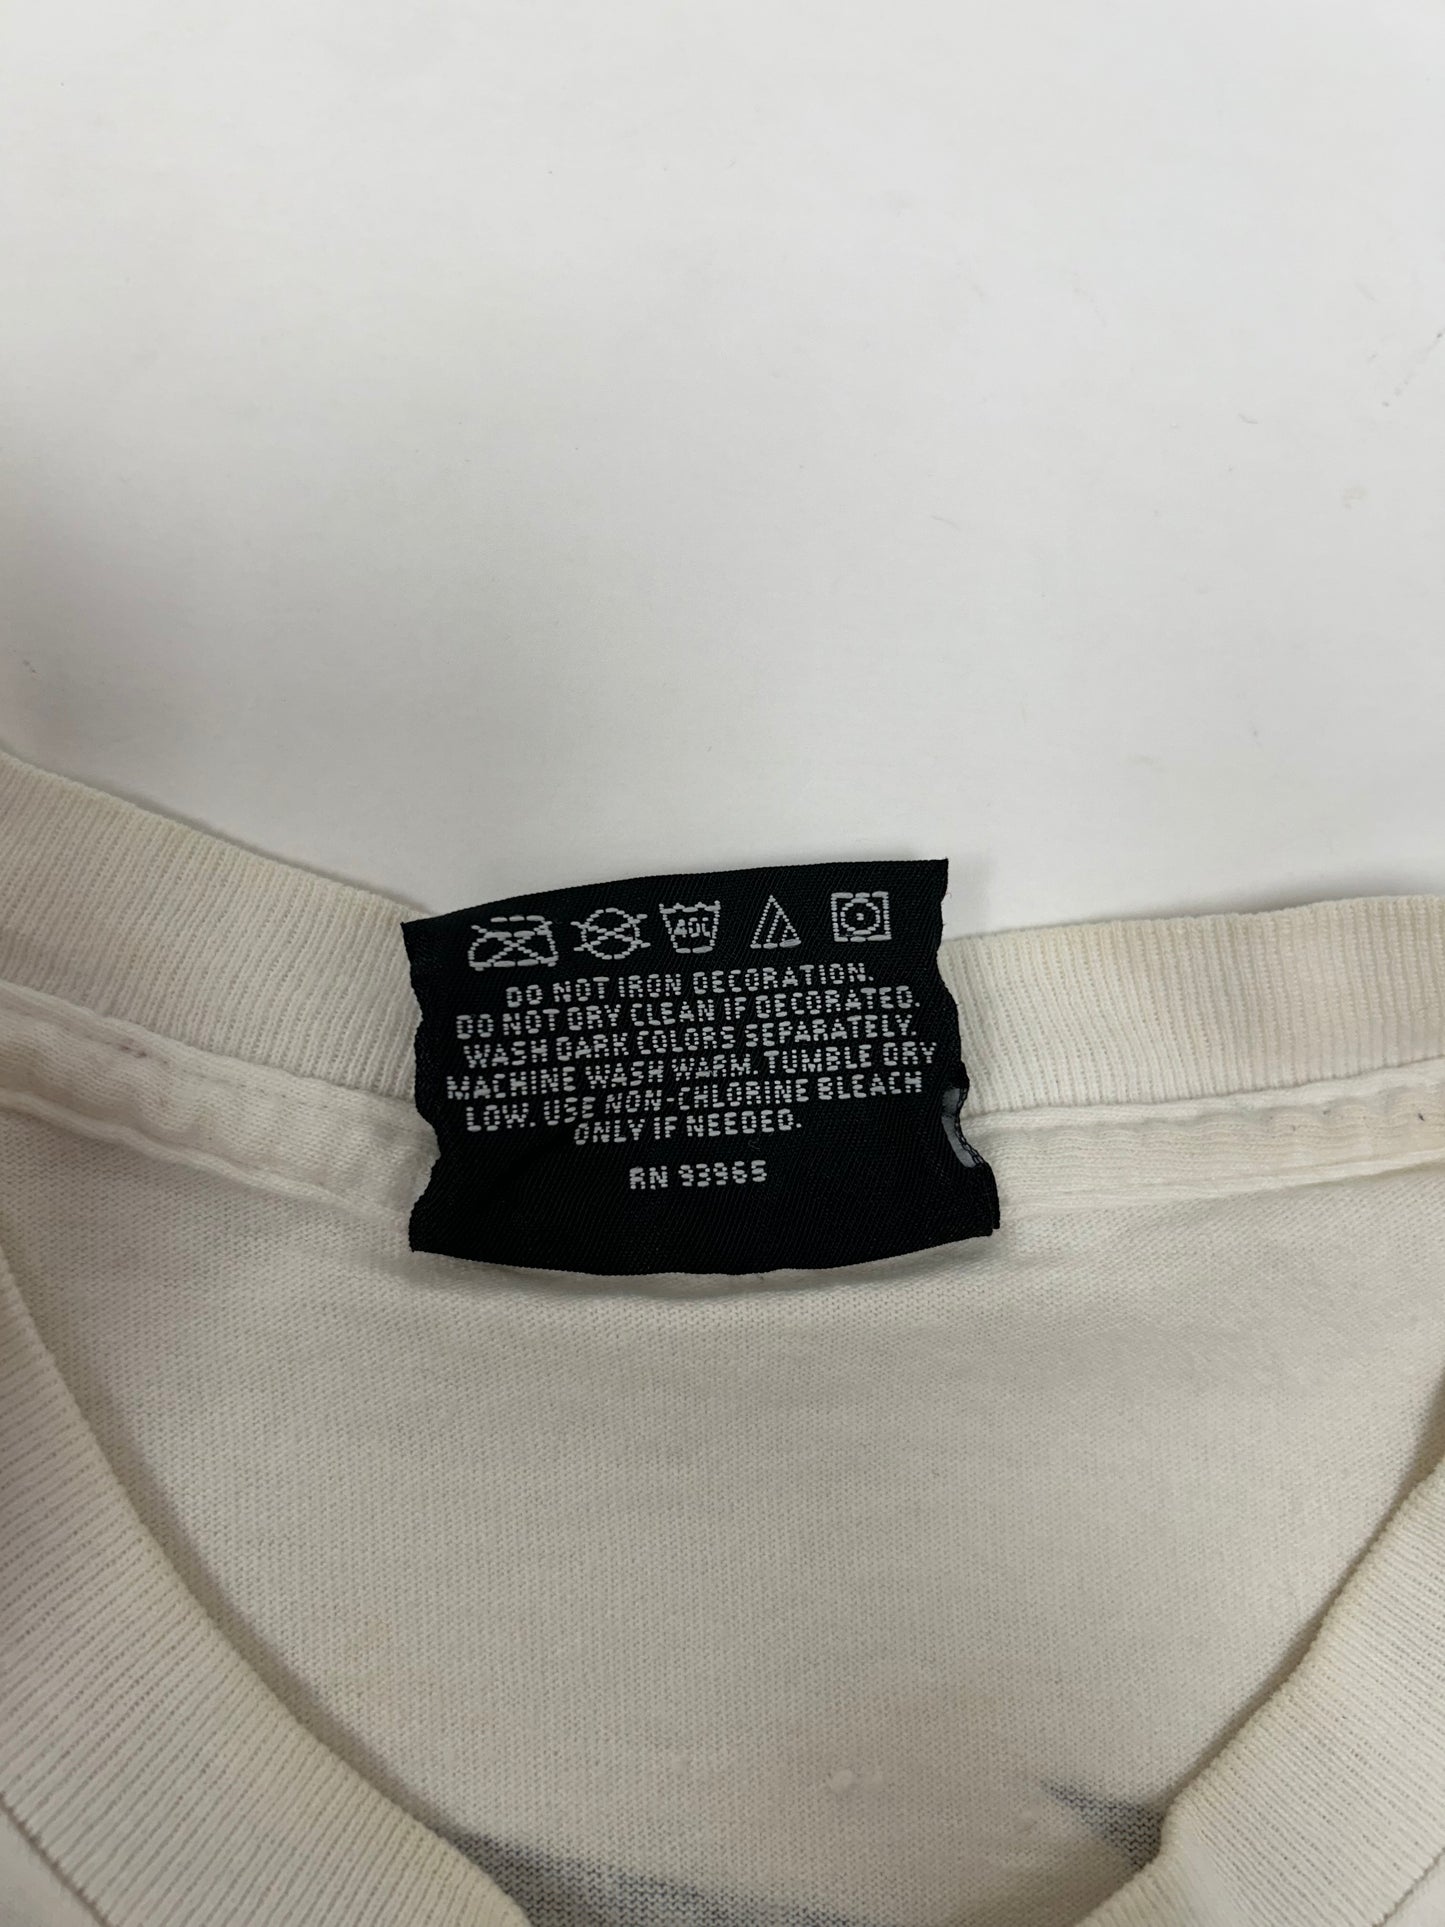 40C
DO NOT IRON DECORATION.
DO NOT DRY CLEAN IF DECORATED.
WASH DARK COLORS SEPARATELY.
MACHINE WASH WARM. TUMBLE DRY
LOW. USE NON-CHLORINE BLEACH
ONLY IF NEEDED.
RN 93965